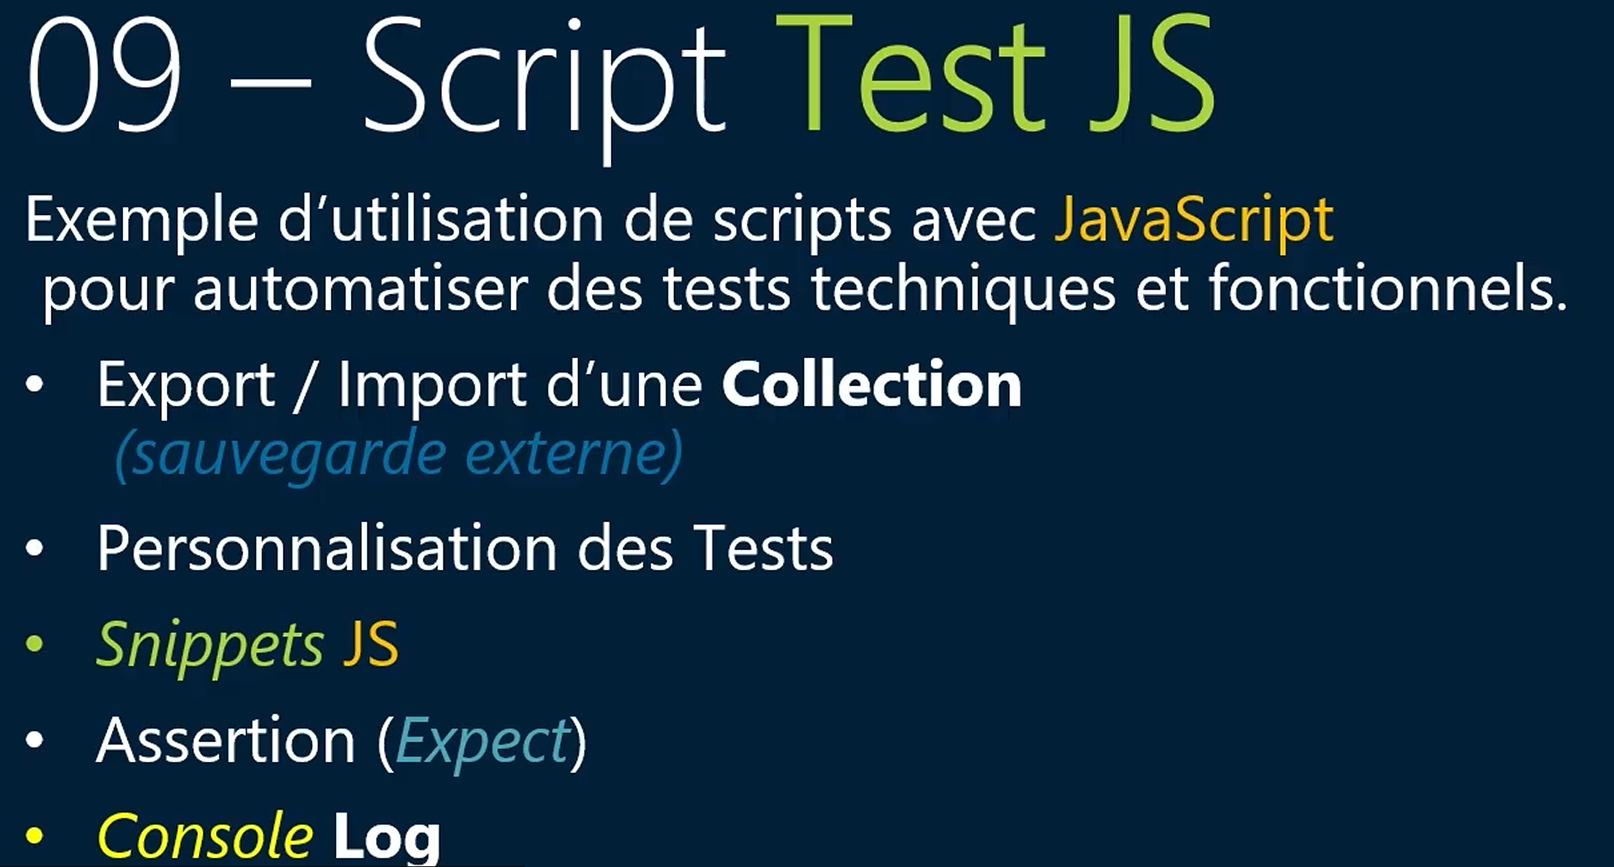 09 – Script Test JS
Exemple d’utilisation de scripts avec JavaScript
pour automatiser des tests techniques et fonctionnels.
• Export / Import d’une Collection
(sauvegarde externe)
• Personnalisation des Tests
• Snippets JS
• Assertion (Expect)
• Console Log